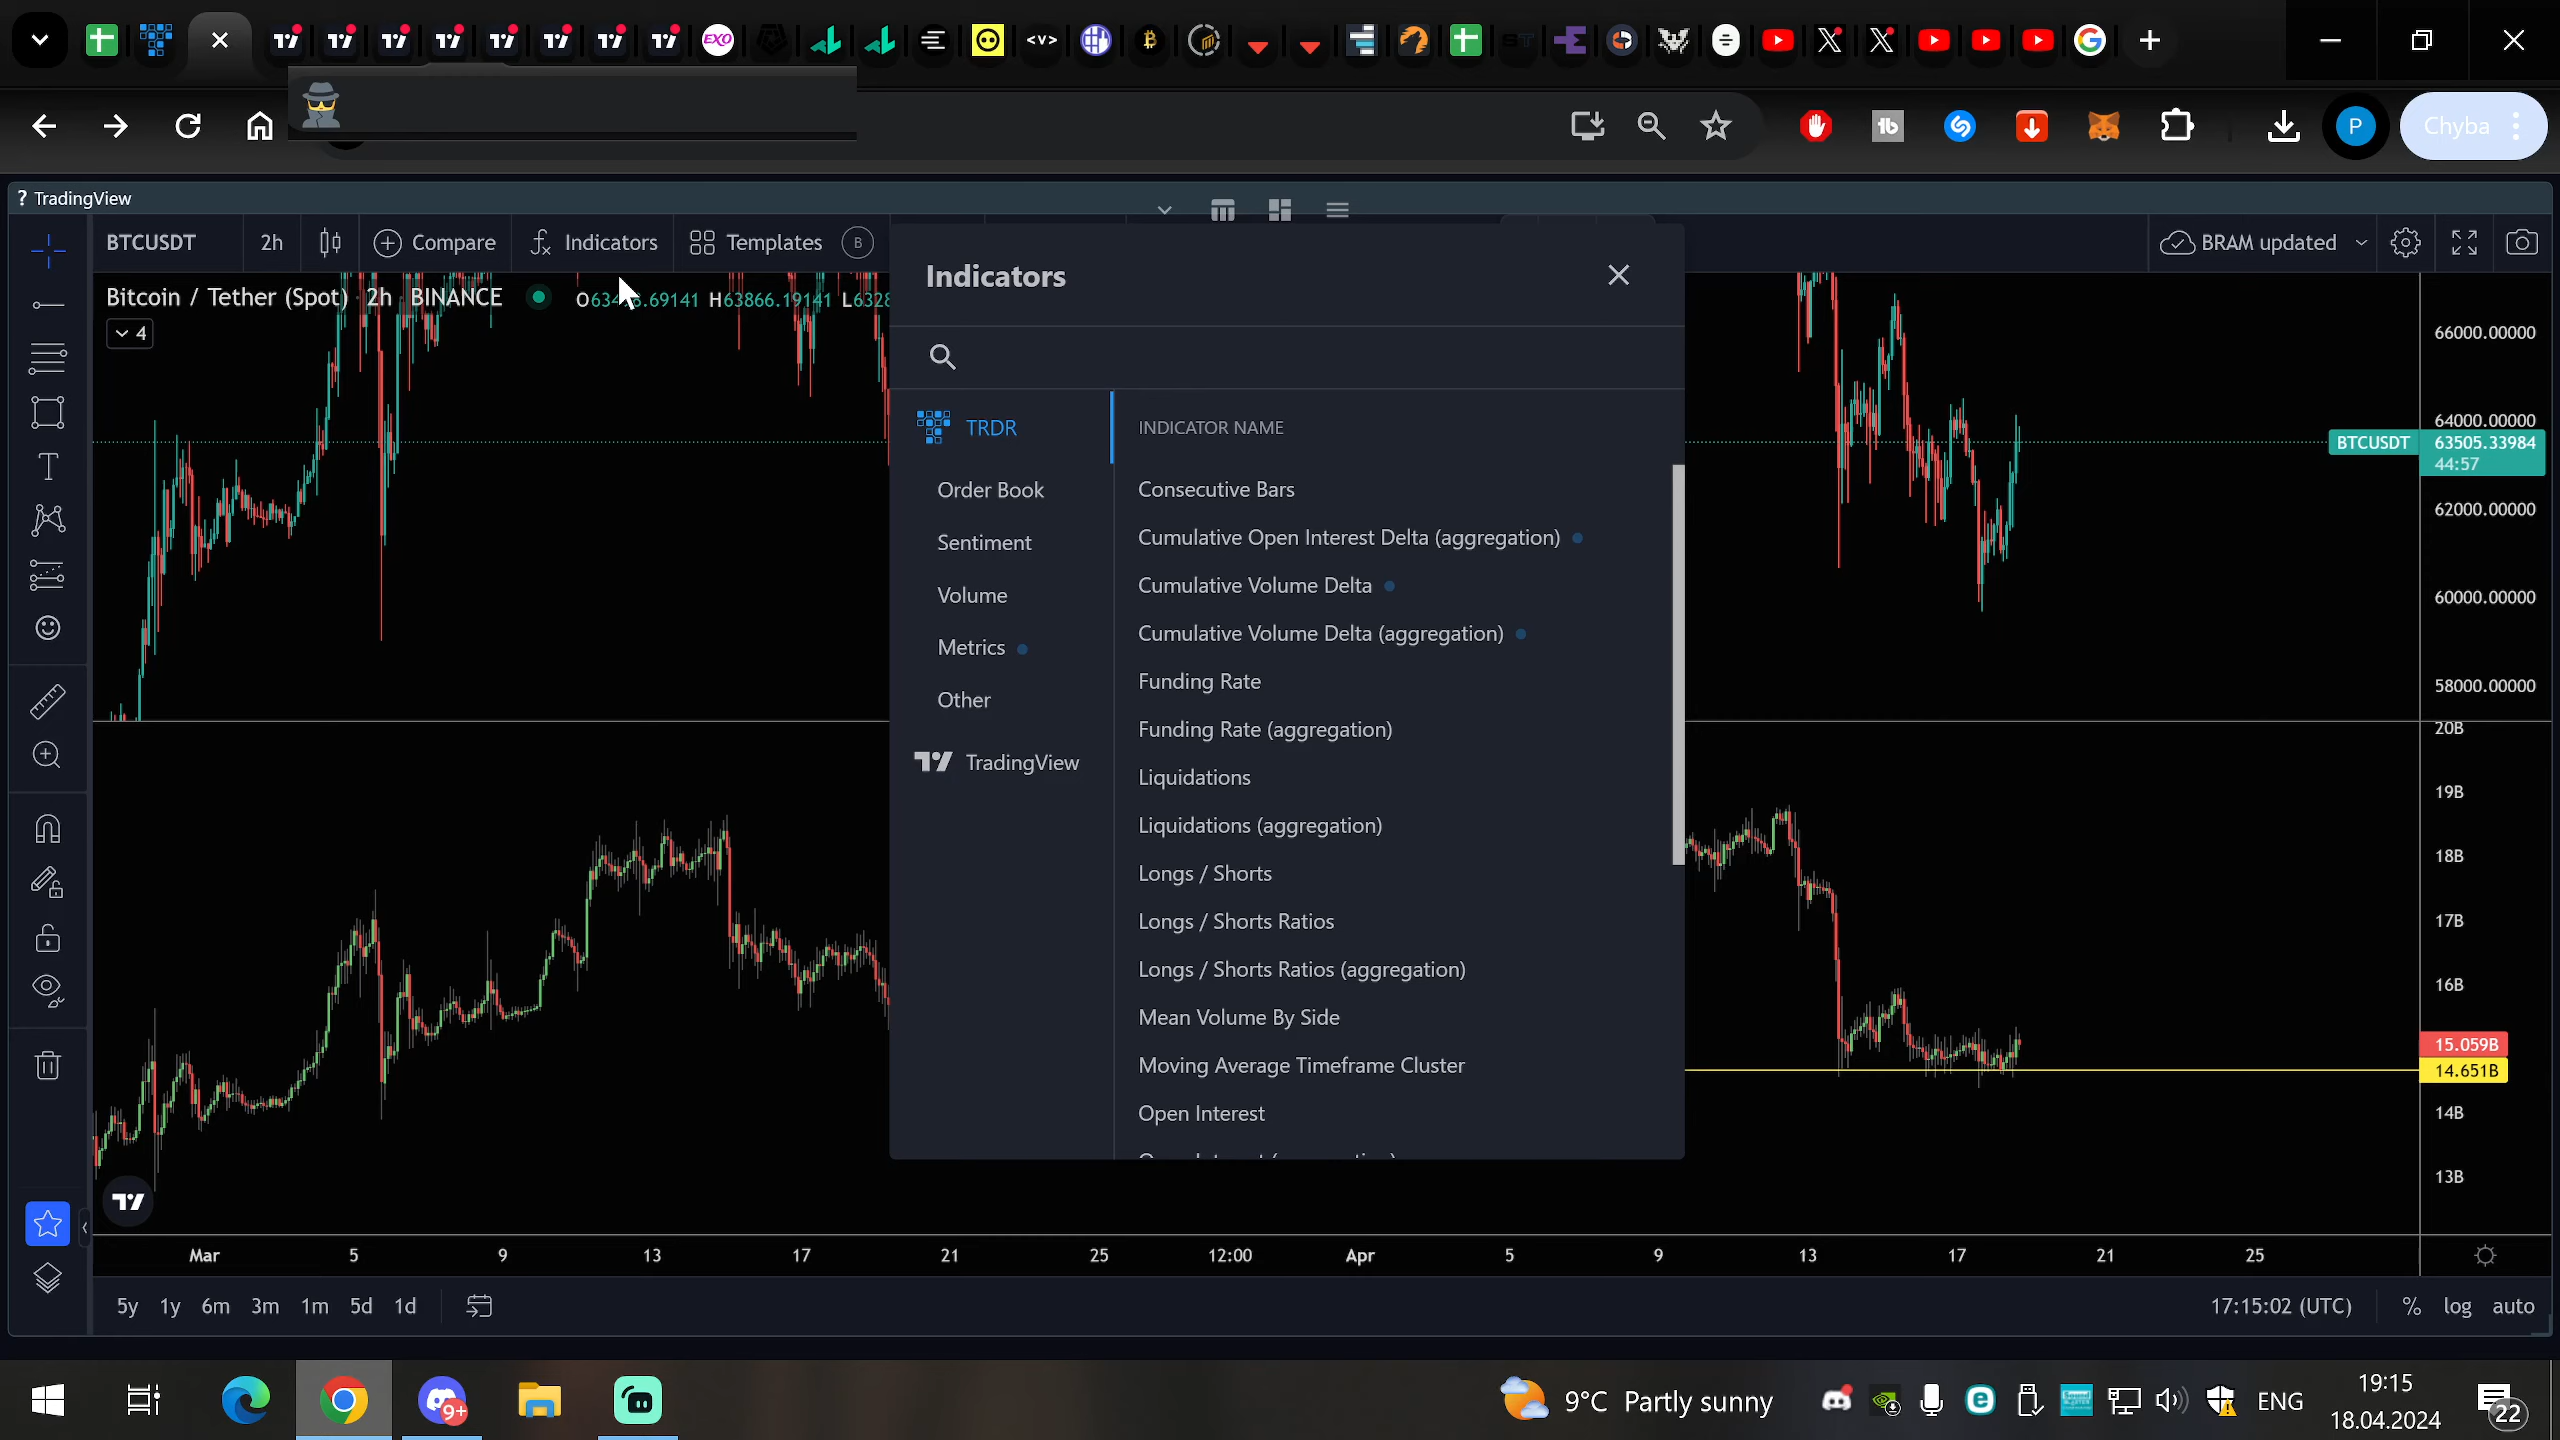 EXO
<v>
Chyba
P
? TradingView
BTCUSDT
2h
Compare
Indicators
Templates
B
BRAM updated
Bitcoin / Tether (Spot) · 2h · BINANCE
H63866.19141
4
Indicators
TRDR
Order Book
Sentiment
Volume
Metrics
Other
TradingView
INDICATOR NAME
Consecutive Bars
Cumulative Open Interest Delta (aggregation)
Cumulative Volume Delta
Cumulative Volume Delta (aggregation)
Funding Rate
Funding Rate (aggregation)
Liquidations
Liquidations (aggregation)
Longs / Shorts
Longs / Shorts Ratios
Longs / Shorts Ratios (aggregation)
Mean Volume By Side
Moving Average Timeframe Cluster
Open Interest
66000.00000
64000.00000
BTCUSDT
63505.33984
44:57
62000.00000
60000.00000
58000.00000
20B
19B
18B
17B
16B
15.059B
14.651B
14B
13B
Mar
5
9
13
17
21
25
12:00
Apr
5
9
13
17
21
25
5y
1y
6m
3m
1m
5d
1d
17:15:02 (UTC)
%
log
auto
9+
9°C Partly sunny
ENG
19:15
18.04.2024
22